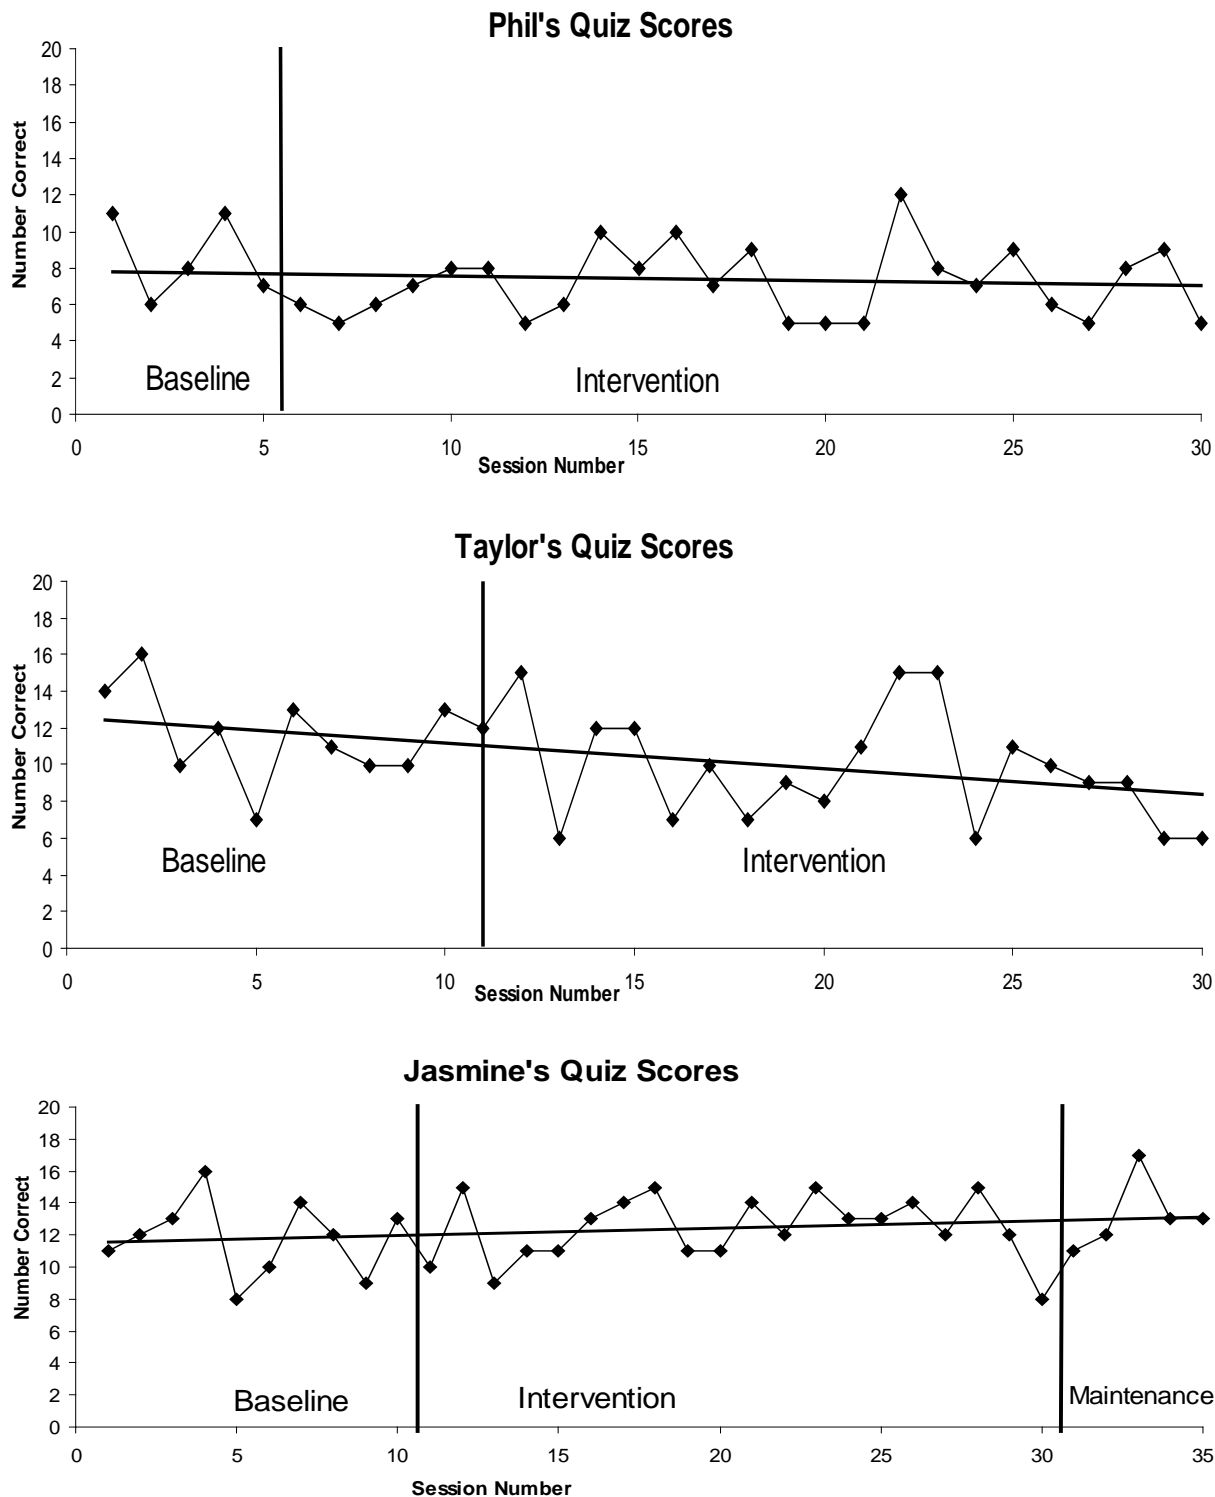 Phil's Quiz Scores
20
18
16
14
12
10
8
6
4
2
0
Number Correct
Baseline
Intervention
0 5 10 15 20 25 30
Session Number
Taylor's Quiz Scores
20
18
16
14
12
10
8
6
4
2
0
Number Correct
Baseline
Intervention
0 5 10 15 20 25 30
Session Number
Jasmine's Quiz Scores
20
18
16
14
12
10
8
6
4
2
0
Number Correct
Baseline
Intervention
Maintenance
0 5 10 15 20 25 30 35
Session Number